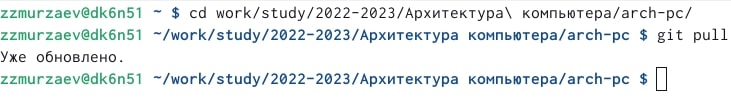 zzmurzaev@dk6n51 ~ $ cd work/study/2022-2023/Архитектура\ компьютера/arch-pc/
zzmurzaev@dk6n51 ~/work/study/2022-2023/Архитектура компьютера/arch-pc $ git pull
Уже обновлено.
zzmurzaev@dk6n51 ~/work/study/2022-2023/Архитектура компьютера/arch-pc $